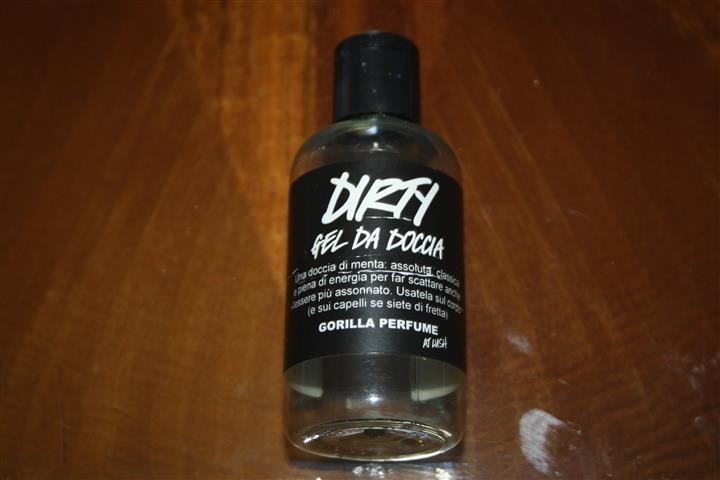 DIRTY
GEL DA DOCCIA
Una doccia di menta: assoluta, classica
e piena di energia per far scattare anche
l'essere più assonnato. Usatela sul corpo
(e sui capelli se siete di fretta)
GORILLA PERFUME
AT LUSH